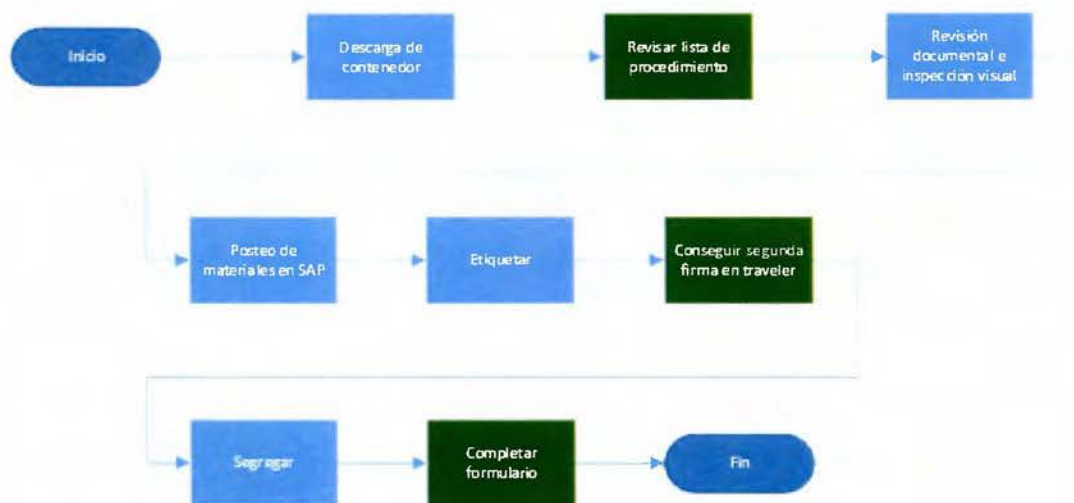 Inicio
Descarga de
contenedor
Revisar lista de
procedimiento
Revisión
documental e
inspección visual
Posteo de
materiales en SAP
Etiquetar
Conseguir segunda
firma en traveler
Segregar
Completar
formulario
Fin